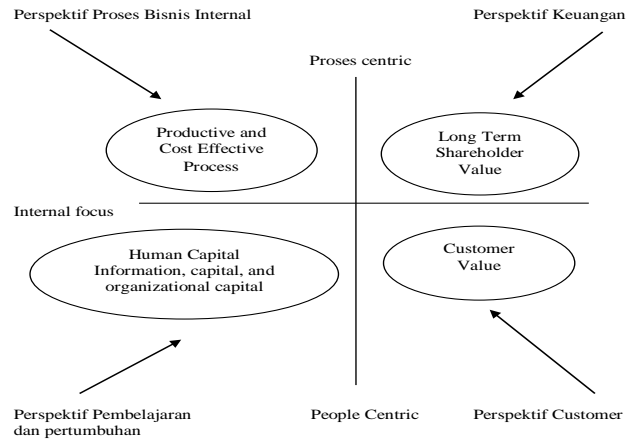 Perspektif Proses Bisnis Internal
Perspektif Keuangan
Proses centric
Productive and
Cost Effective
Process
Long Term
Shareholder
Value
Internal focus
Human Capital
Information, capital, and
organizational capital
Customer
Value
Perspektif Pembelajaran
dan pertumbuhan
People Centric
Perspektif Customer